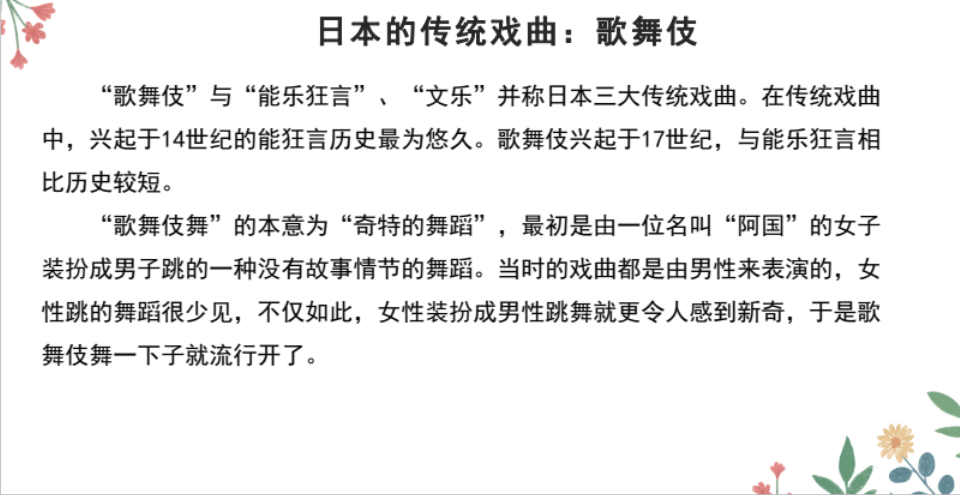 日本的传统戏曲：歌舞伎
“歌舞伎”与“能乐狂言”、“文乐”并称日本三大传统戏曲。在传统戏曲
中，兴起于14世纪的能狂言历史最为悠久。歌舞伎兴起于17世纪，与能乐狂言相
比历史较短。
“歌舞伎舞”的本意为“奇特的舞蹈”，最初是由一位名叫“阿国”的女子
装扮成男子跳的一种没有故事情节的舞蹈。当时的戏曲都是由男性来表演的，女
性跳的舞蹈很少见，不仅如此，女性装扮成男性跳舞就更令人感到新奇，于是歌
舞伎舞一下子就流行开了。